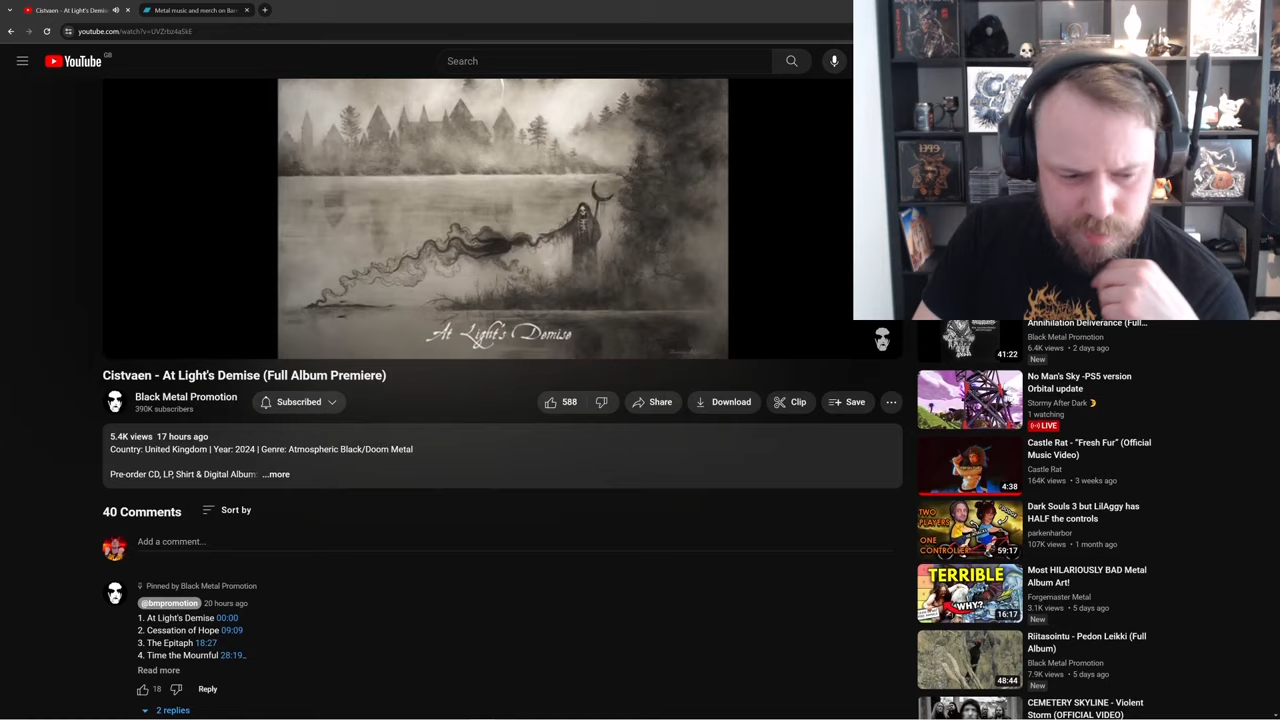 Cistvaen - At Light's Demise
Metal music and merch on Ban
youtube.com/watch?v=UVZrbz4aSkE
YouTube GB
Search
At Light's Demise
Cistvaen - At Light's Demise (Full Album Premiere)
Black Metal Promotion
390K subscribers
Subscribed
588
Share
Download
Clip
Save
5.4K views 17 hours ago
Country: United Kingdom | Year: 2024 | Genre: Atmospheric Black/Doom Metal
Pre-order CD, LP, Shirt & Digital Album: ...more
40 Comments
Sort by
Add a comment...
Pinned by Black Metal Promotion
@bmpromotion 20 hours ago
1. At Light's Demise 00:00
2. Cessation of Hope 09:09
3. The Epitaph 18:27
4. Time the Mournful 28:19...
Read more
18
Reply
2 replies
Annihilation Deliverance (Full...
Black Metal Promotion
6.4K views • 2 days ago
New
41:22
No Man's Sky -PS5 version
Orbital update
Stormy After Dark
1 watching
LIVE
Castle Rat - “Fresh Fur” (Official
Music Video)
Castle Rat
164K views • 3 weeks ago
4:38
Dark Souls 3 but LilAggy has
HALF the controls
parkenharbor
107K views • 1 month ago
TWO
PLAYERS
ONE
CONTROLLER
59:17
Most HILARIOUSLY BAD Metal
Album Art!
Forgemaster Metal
3.1K views • 5 days ago
New
TERRIBLE
WHY?
16:17
Riitasointu - Pedon Leikki (Full
Album)
Black Metal Promotion
7.9K views • 5 days ago
New
48:44
CEMETERY SKYLINE - Violent
Storm (OFFICIAL VIDEO)